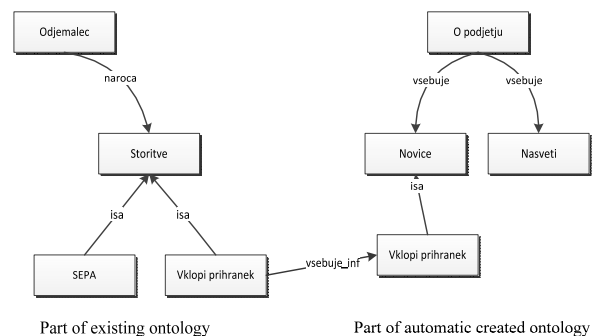 Odjemalec
O podjetju
naroca
vsebuje
vsebuje
Storitve
Novice
Nasveti
isa
isa
isa
SEPA
Vklopi prihranek
vsebuje_inf
Vklopi prihranek
Part of existing ontology
Part of automatic created ontology